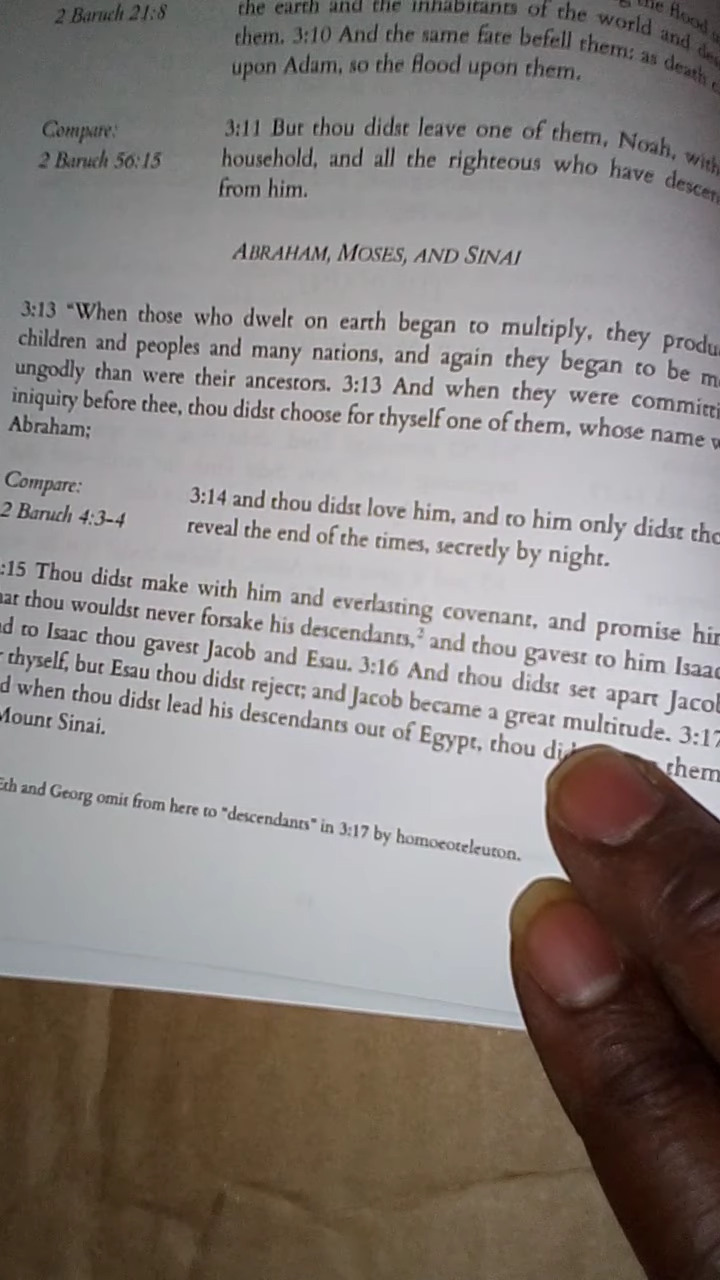 2 Baruch 21:8
the earth and the inhabitants of the world and
them. 3:10 And the same fate befell them: as death
upon Adam, so the flood upon them.
Compare:
2 Baruch 56:15
3:11 But thou didst leave one of them, Noah, with
household, and all the righteous who have
from him.
ABRAHAM, MOSES, AND SINAI
3:13 "When those who dwelt on earth began to multiply, they
children and peoples and many nations, and again they began to be
ungodly than were their ancestors. 3:13 And when they were
iniquity before thee, thou didst choose for thyself one of them, whose name
Abraham;
Compare:
2 Baruch 4:3–4
3:14 and thou didst love him, and to him only didst
reveal the end of the times, secretly by night.
:15 Thou didst make with him and everlasting covenant, and promise
thou wouldst never forsake his descendants,² and thou gavest to him Isaac
to Isaac thou gavest Jacob and Esau. 3:16 And thou didst set apart Jacob
thyself, but Esau thou didst reject; and Jacob became a great multitude. 3:17
when thou didst lead his descendants out of Egypt, thou them
Mount Sinai.
Eth and Georg omit from here to "descendants" in 3:17 by homoeoteleuton.